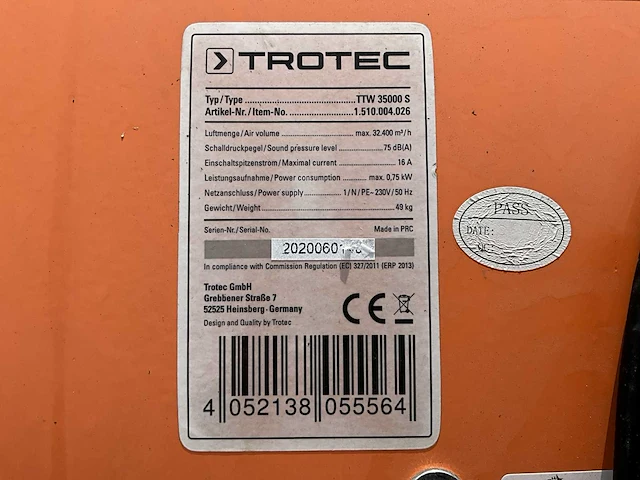 TROTEC
Typ/Type ........ TTW 35000 S
Artikel-Nr./Item-No. ........ 1.510.004.026
Luftmenge/Air volume ........ max. 32.400 m³/h
Schalldruckpegel/Sound pressure level ........ 75 dB(A)
Einschaltspitzenstrom/Maximal current ........ 16 A
Leistungsaufnahme/Power consumption ........ max. 0,75 kW
Netzanschluss/Power supply ........ 1/N/PE~230V/50 Hz
Gewicht/Weight ........ 49 kg
Serien-Nr./Serial-No. Made in PRC
In compliance with Commission Regulation (EC) 327/2011 (ERP 2013)
Trotec GmbH
Grebbener Straße 7
52525 Heinsberg - Germany
Design and Quality by Trotec
CE
4 052138 055564
PASS
DATE:
QC: